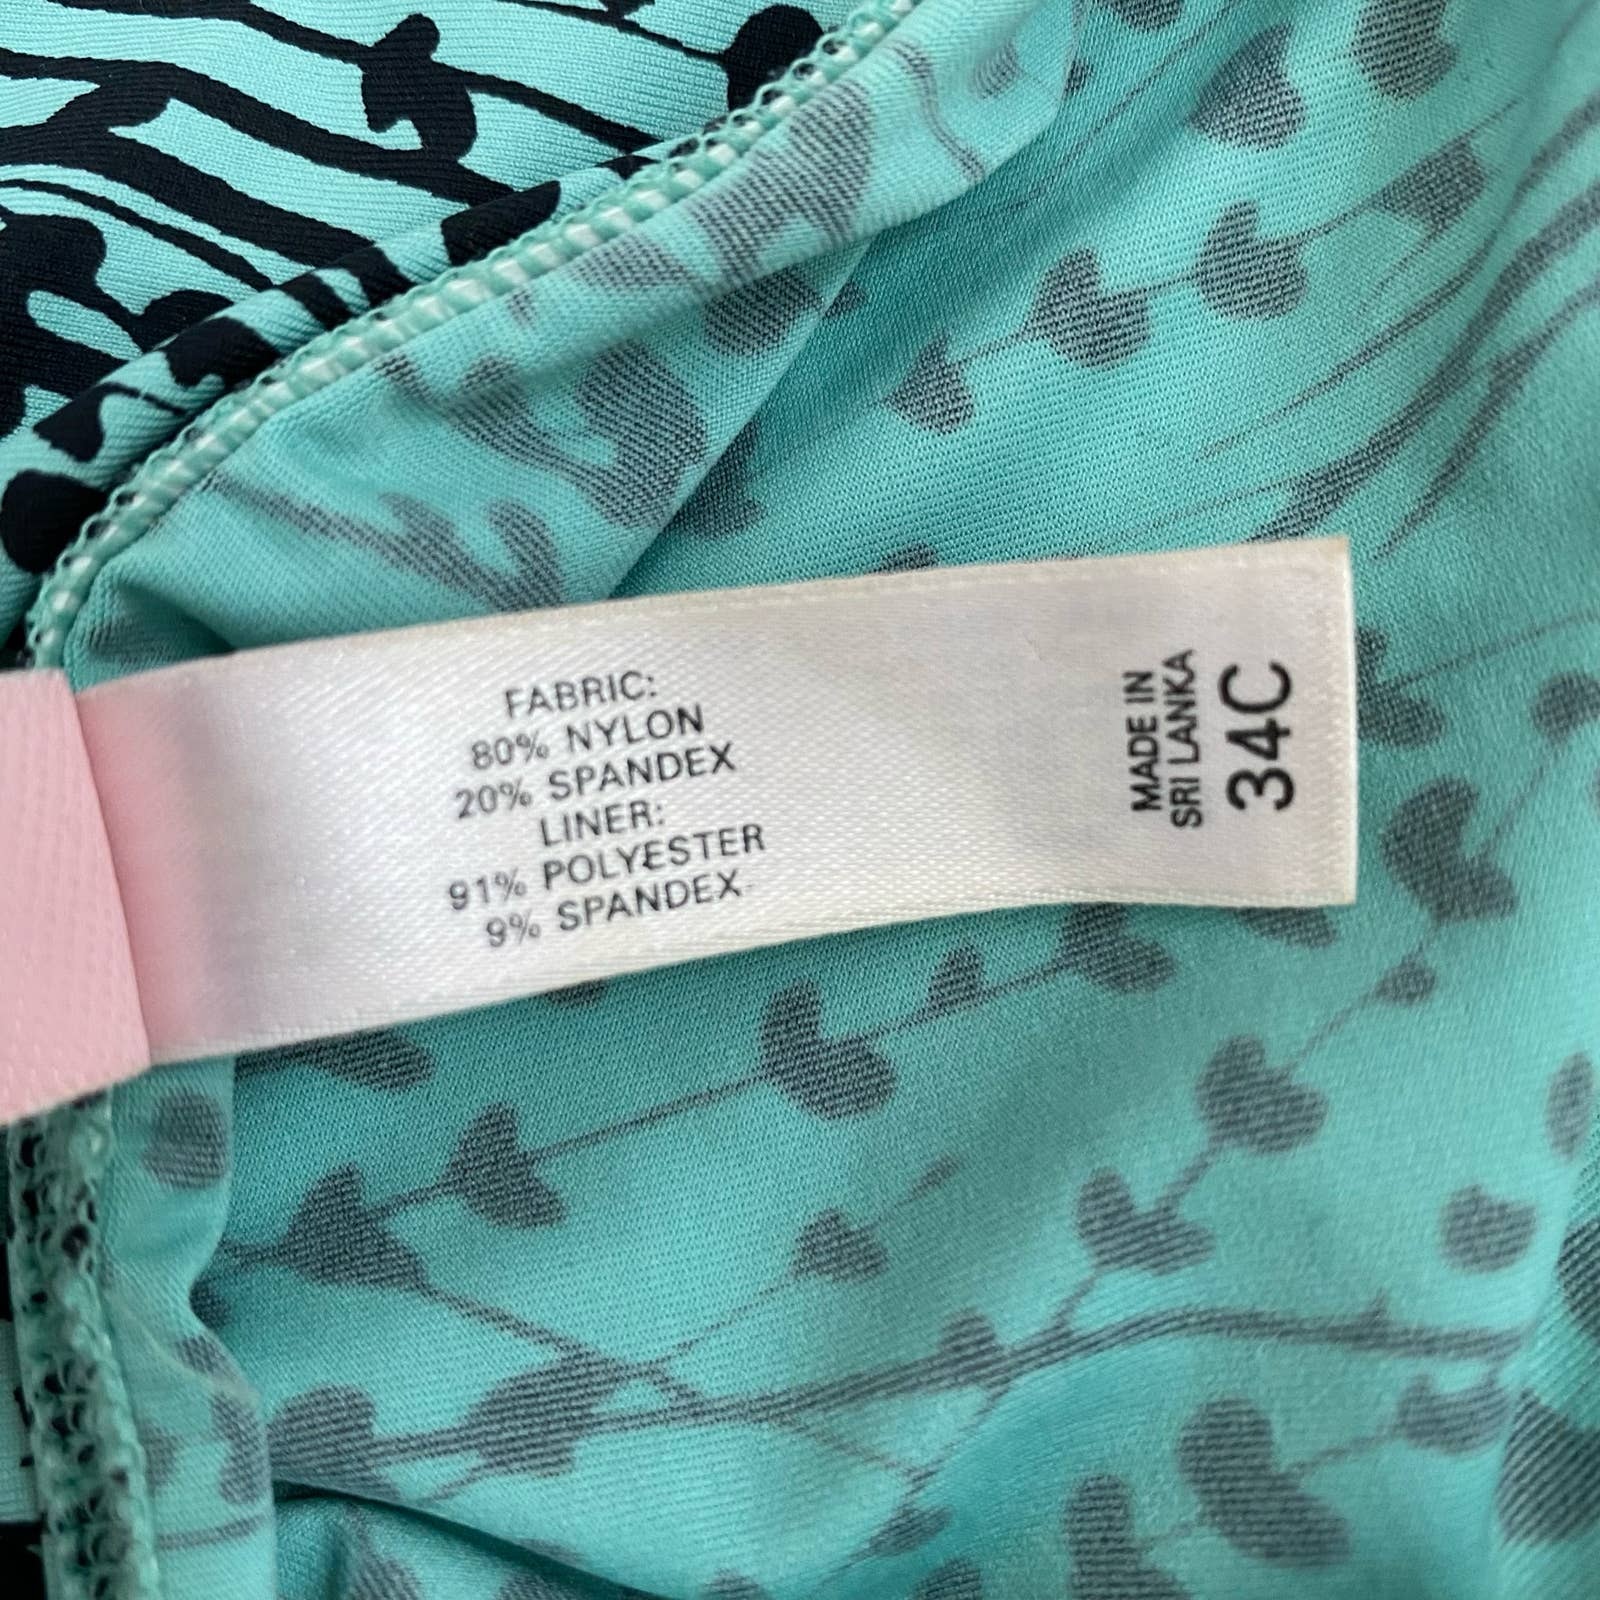 FABRIC:
80% NYLON
20% SPANDEX
LINER:
91% POLYESTER
9% SPANDEX
MADE IN
SRI LANKA
34C